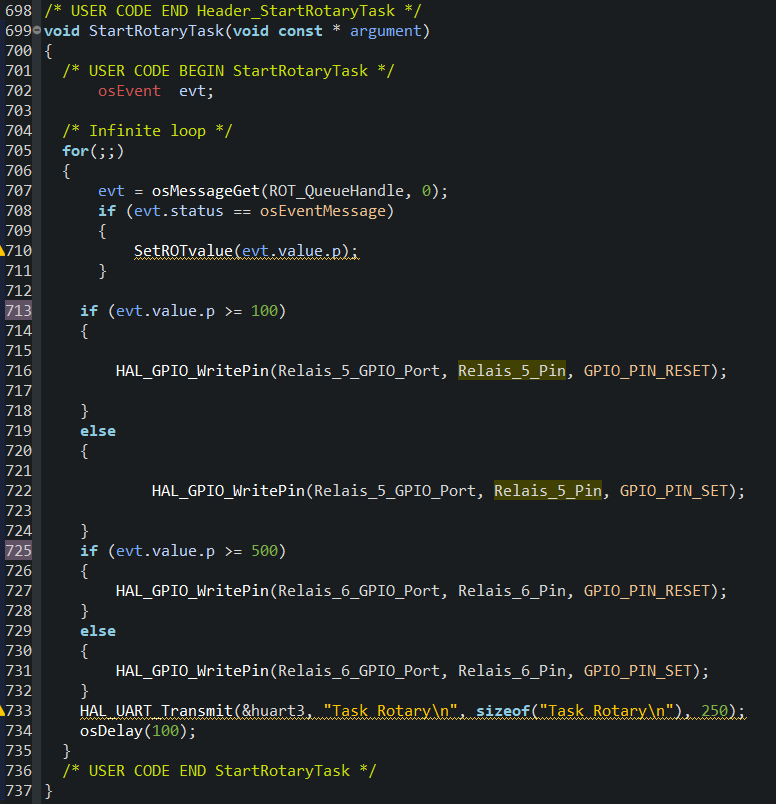 698 /* USER CODE END Header_StartRotaryTask */
699 void StartRotaryTask(void const * argument)
700 {
701   /* USER CODE BEGIN StartRotaryTask */
702       osEvent  evt;
703
704   /* Infinite loop */
705   for(;;)
706   {
707       evt = osMessageGet(ROT_QueueHandle, 0);
708       if (evt.status == osEventMessage)
709       {
710           SetROTvalue(evt.value.p);
711       }
712
713     if (evt.value.p >= 100)
714     {
715
716         HAL_GPIO_WritePin(Relais_5_GPIO_Port, Relais_5_Pin, GPIO_PIN_RESET);
717
718     }
419 else
720     {
721
722             HAL_GPIO_WritePin(Relais_5_GPIO_Port, Relais_5_Pin, GPIO_PIN_SET);
723
724     }
725     if (evt.value.p >= 500)
726     {
727         HAL_GPIO_WritePin(Relais_6_GPIO_Port, Relais_6_Pin, GPIO_PIN_RESET);
728     }
729     else
730     {
731         HAL_GPIO_WritePin(Relais_6_GPIO_Port, Relais_6_Pin, GPIO_PIN_SET);
732     }
733     HAL_UART_Transmit(&huart3, "Task Rotary\n", sizeof("Task Rotary\n"), 250);
734     osDelay(100);
735   }
736   /* USER CODE END StartRotaryTask */
737 }